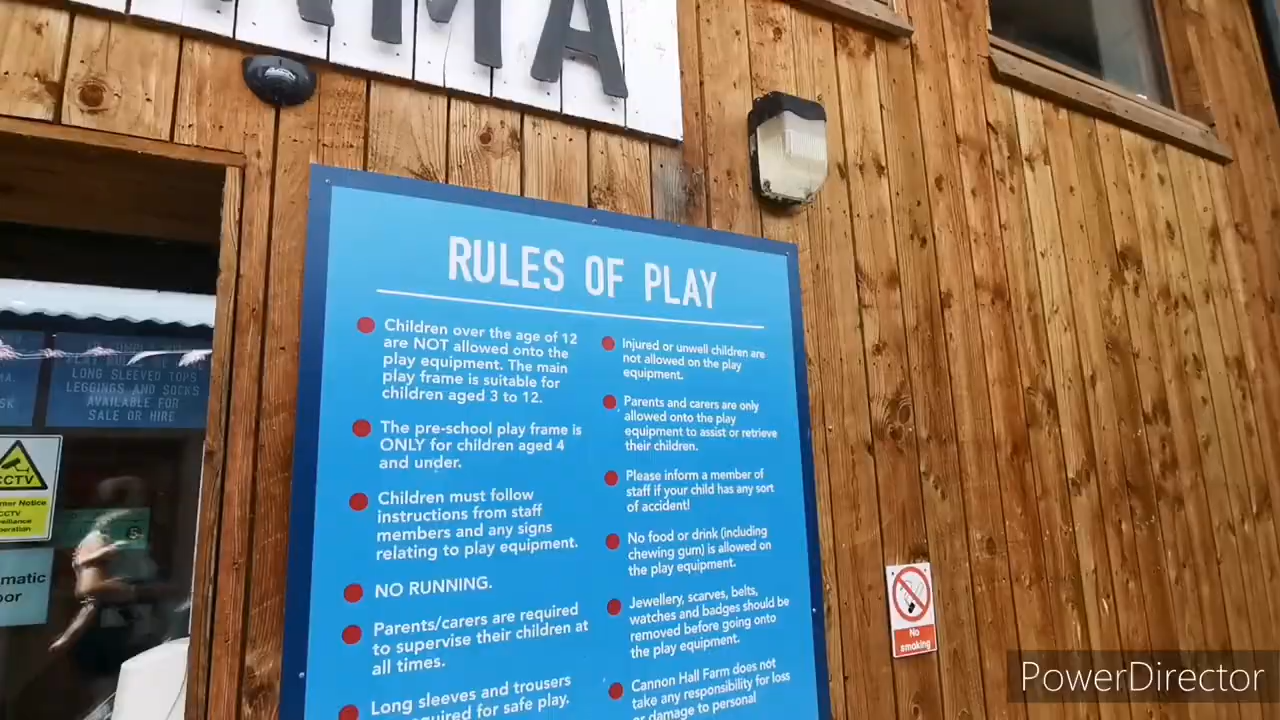 RULES OF PLAY
Children over the age of 12
are NOT allowed onto the
play equipment. The main
play frame is suitable for
children aged 3 to 12.
The pre-school play frame is
ONLY for children aged 4
and under.
Children must follow
instructions from staff
members and any signs
relating to play equipment.
NO RUNNING.
Parents/carers are required
to supervise their children at
all times.
Long sleeves and trousers
for safe play.
Injured or unwell children are
not allowed on the play
equipment.
Parents and carers are only
allowed onto the play
equipment to assist or retrieve
their children.
Please inform a member of
staff if your child has any sort
of accident!
No food or drink (including
chewing gum) is allowed on
the play equipment.
Jewellery, scarves, belts,
watches and badges should be
removed before going onto
the play equipment.
Cannon Hall Farm does not
take any responsibility for loss
or damage to personal
LONG SLEEVED TOPS
LEGGINGS AND SOCKS
AVAILABLE FOR
SALE OR HIRE
CCTV
Notice
CCTV
No
smoking
PowerDirector